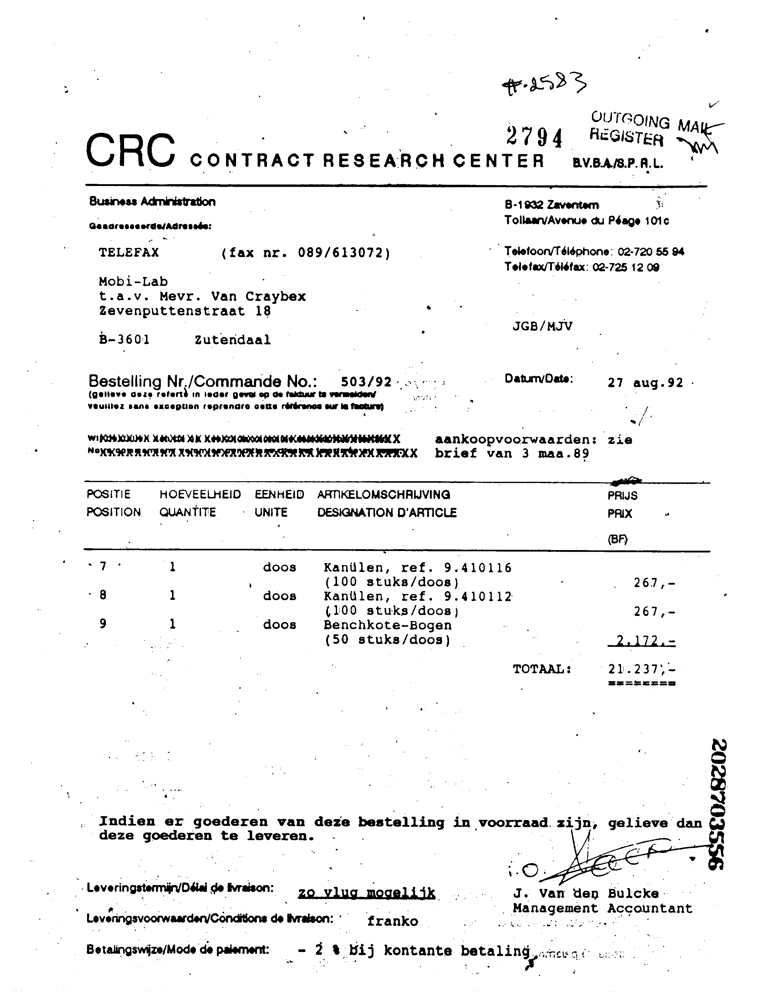 #.2583
2794
OUTGOING MAIL
REGISTER
CRC CONTRACT RESEARCH CENTER B.V.B.A./S.P.R.L.
Business Administration
B-1932 Zaventem
Tollaan/Avenue du Péage 101c
Geadresseerde/Adressée:
TELEFAX (fax nr. 089/613072)
Telefoon/Téléphone: 02-720 55 94
Telefax/Téléfax: 02-725 12 09
Mobi-Lab
t.a.v. Mevr. Van Craybex
Zevenputtenstraat 18
JGB/MJV
B-3601 Zutendaal
Bestelling Nr./Commande No.: 503/92
Datum/Date: 27 aug.92
(gelieve deze referte in ieder geval op de faktuur te vermelden/
veuillez sans exception reprendre cette référence sur la facture)
aankoopvoorwaarden: zie
brief van 3 maa.89
POSITIE HOEVEELHEID EENHEID ARTIKELOMSCHRIJVING PRIJS
POSITION QUANTITE UNITE DESIGNATION D'ARTICLE PRIX
(BF)
7 1 doos Kanülen, ref. 9.410116
(100 stuks/doos) 267,-
8 1 doos Kanülen, ref. 9.410112
(100 stuks/doos) 267,-
9 1 doos Benchkote-Bogen
(50 stuks/doos) 2.172,-
TOTAAL: 21.237,-
========
2028703556
Indien er goederen van deze bestelling in voorraad zijn, gelieve dan
deze goederen te leveren.
i.o.
Leveringstermijn/Délai de livraison: zo vlug mogelijk
J. Van den Bulcke
Management Accountant
Leveringsvoorwaarden/Conditions de livraison: franko
Betalingswijze/Mode de paiement: - 2 % bij kontante betaling